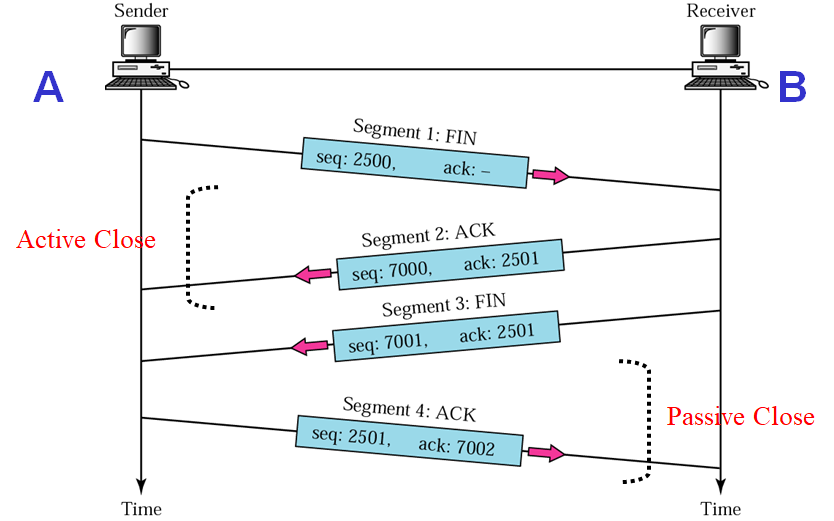 Sender
Receiver
A
B
Segment 1: FIN
seq: 2500, ack: –
Active Close
Segment 2: ACK
seq: 7000, ack: 2501
Segment 3: FIN
seq: 7001, ack: 2501
Segment 4: ACK
seq: 2501, ack: 7002
Passive Close
Time
Time